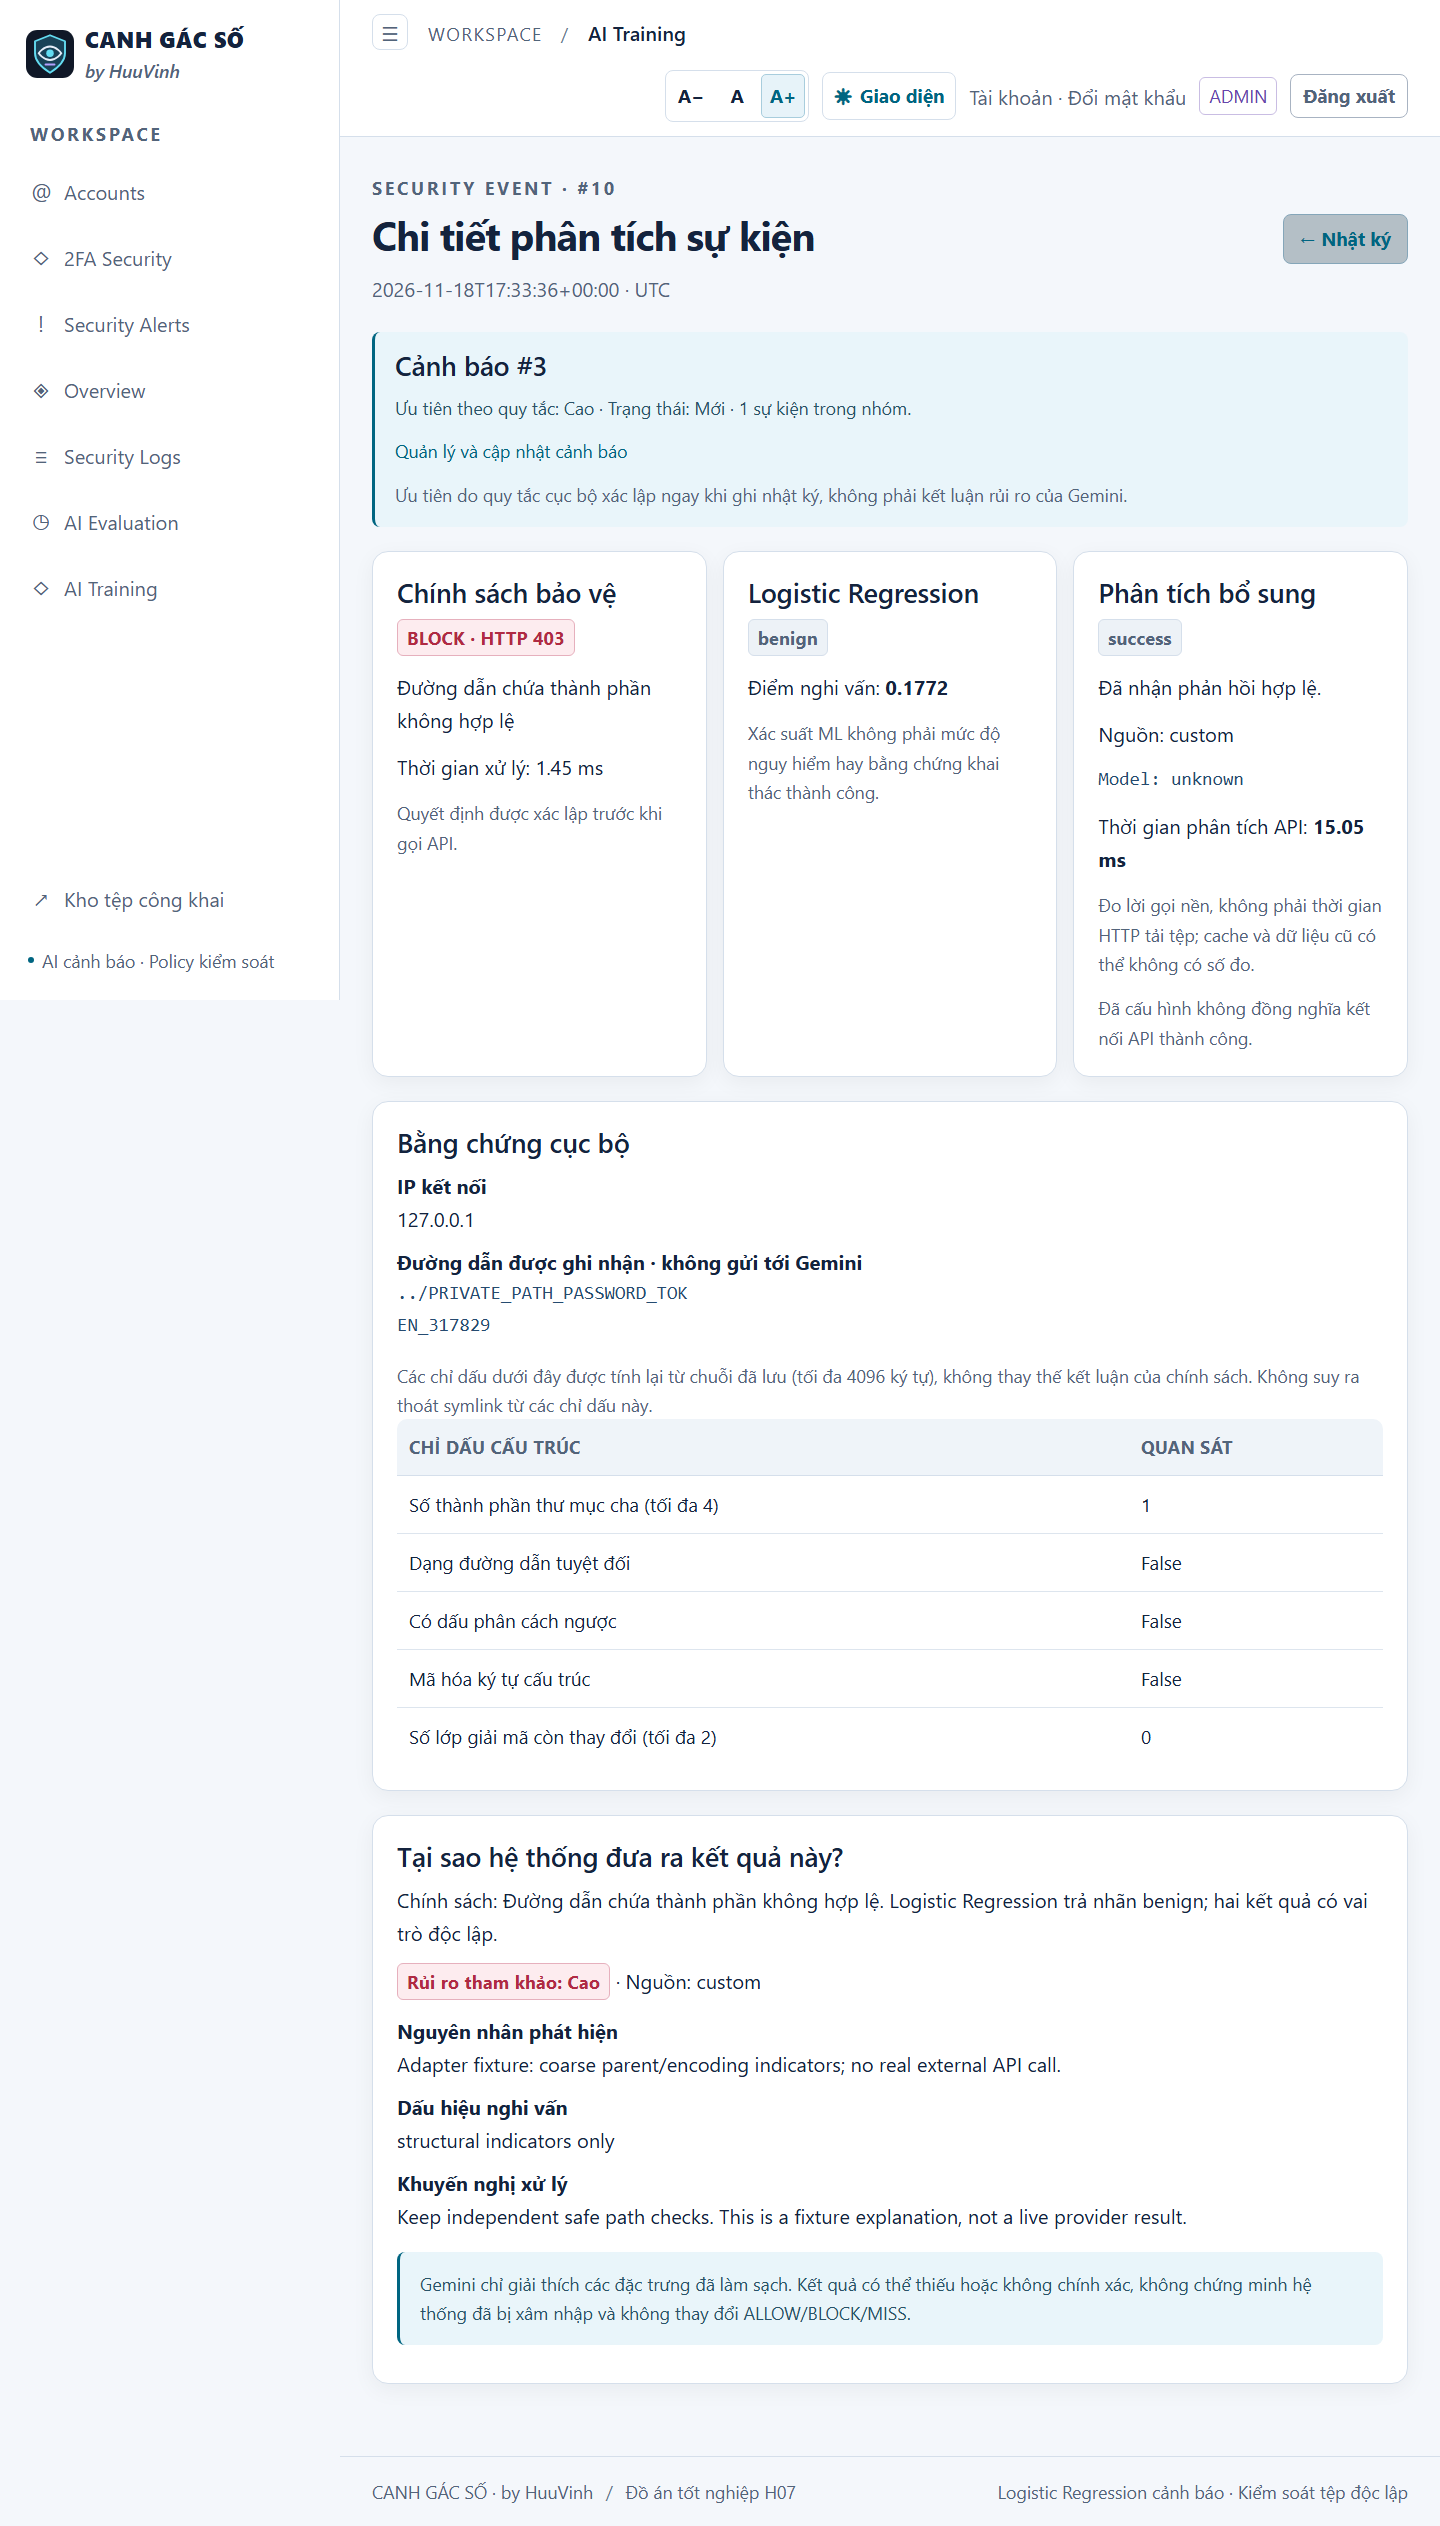 CANH GÁC SỐ
by HuuVinh
WORKSPACE
@ Accounts
2FA Security
! Security Alerts
Overview
Security Logs
AI Evaluation
AI Training
Kho tệp công khai
AI cảnh báo · Policy kiểm soát
☰ WORKSPACE / AI Training
A− A A+ Giao diện Tài khoản · Đổi mật khẩu ADMIN Đăng xuất
SECURITY EVENT · #10
Chi tiết phân tích sự kiện
← Nhật ký
2026-11-18T17:33:36+00:00 · UTC
Cảnh báo #3
Ưu tiên theo quy tắc: Cao · Trạng thái: Mới · 1 sự kiện trong nhóm.
Quản lý và cập nhật cảnh báo
Ưu tiên do quy tắc cục bộ xác lập ngay khi ghi nhật ký, không phải kết luận rủi ro của Gemini.
Chính sách bảo vệ
BLOCK · HTTP 403
Đường dẫn chứa thành phần
không hợp lệ
Thời gian xử lý: 1.45 ms
Quyết định được xác lập trước khi
gọi API.
Logistic Regression
benign
Điểm nghi vấn: 0.1772
Xác suất ML không phải mức độ
nguy hiểm hay bằng chứng khai
thác thành công.
Phân tích bổ sung
success
Đã nhận phản hồi hợp lệ.
Nguồn: custom
Model: unknown
Thời gian phân tích API: 15.05
ms
Đo lời gọi nền, không phải thời gian
HTTP tải tệp; cache và dữ liệu cũ có
thể không có số đo.
Đã cấu hình không đồng nghĩa kết
nối API thành công.
Bằng chứng cục bộ
IP kết nối
127.0.0.1
Đường dẫn được ghi nhận · không gửi tới Gemini
../PRIVATE_PATH_PASSWORD_TOK
EN_317829
Các chỉ dấu dưới đây được tính lại từ chuỗi đã lưu (tối đa 4096 ký tự), không thay thế kết luận của chính sách. Không suy ra
thoát symlink từ các chỉ dấu này.
CHỈ DẤU CẤU TRÚC QUAN SÁT
Số thành phần thư mục cha (tối đa 4) 1
Dạng đường dẫn tuyệt đối False
Có dấu phân cách ngược False
Mã hóa ký tự cấu trúc False
Số lớp giải mã còn thay đổi (tối đa 2) 0
Tại sao hệ thống đưa ra kết quả này?
Chính sách: Đường dẫn chứa thành phần không hợp lệ. Logistic Regression trả nhãn benign; hai kết quả có vai
trò độc lập.
Rủi ro tham khảo: Cao · Nguồn: custom
Nguyên nhân phát hiện
Adapter fixture: coarse parent/encoding indicators; no real external API call.
Dấu hiệu nghi vấn
structural indicators only
Khuyến nghị xử lý
Keep independent safe path checks. This is a fixture explanation, not a live provider result.
Gemini chỉ giải thích các đặc trưng đã làm sạch. Kết quả có thể thiếu hoặc không chính xác, không chứng minh hệ
thống đã bị xâm nhập và không thay đổi ALLOW/BLOCK/MISS.
CANH GÁC SỐ · by HuuVinh / Đồ án tốt nghiệp H07
Logistic Regression cảnh báo · Kiểm soát tệp độc lập